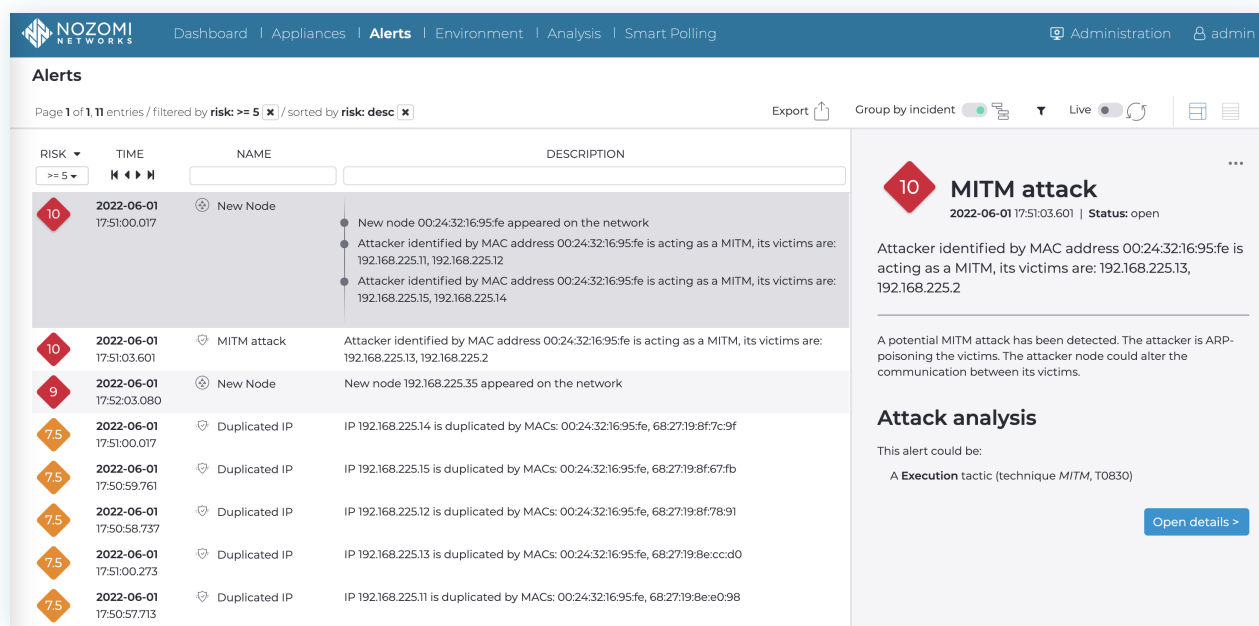 NOZOMI
NETWORKS
Dashboard | Appliances | Alerts | Environment | Analysis | Smart Polling
Administration admin
Alerts
Page 1 of 1, 11 entries / filtered by risk: >= 5 ✖ / sorted by risk: desc ✖
Export Group by incident Live
RISK TIME NAME DESCRIPTION
>= 5
10 2022-06-01 New Node
17:51:00.017
New node 00:24:32:16:95:fe appeared on the network
Attacker identified by MAC address 00:24:32:16:95:fe is acting as a MITM, its victims are:
192.168.225.11, 192.168.225.12
Attacker identified by MAC address 00:24:32:16:95:fe is acting as a MITM, its victims are:
192.168.225.15, 192.168.225.14
10 2022-06-01 MITM attack Attacker identified by MAC address 00:24:32:16:95:fe is acting as a MITM, its victims are:
17:51:03.601 192.168.225.13, 192.168.225.2
9 2022-06-01 New Node New node 192.168.225.35 appeared on the network
17:52:03.080
7.5 2022-06-01 Duplicated IP IP 192.168.225.14 is duplicated by MACs: 00:24:32:16:95:fe, 68:27:19:8f:7c:9f
17:51:00.017
7.5 2022-06-01 Duplicated IP IP 192.168.225.15 is duplicated by MACs: 00:24:32:16:95:fe, 68:27:19:8f:67:fb
17:50:59.761
7.5 2022-06-01 Duplicated IP IP 192.168.225.12 is duplicated by MACs: 00:24:32:16:95:fe, 68:27:19:8f:78:91
17:50:58.737
7.5 2022-06-01 Duplicated IP IP 192.168.225.13 is duplicated by MACs: 00:24:32:16:95:fe, 68:27:19:8e:cc:d0
17:51:00.273
7.5 2022-06-01 Duplicated IP IP 192.168.225.11 is duplicated by MACs: 00:24:32:16:95:fe, 68:27:19:8e:e0:98
17:50:57.713
10 MITM attack
2022-06-01 17:51:03.601 | Status: open
Attacker identified by MAC address 00:24:32:16:95:fe is
acting as a MITM, its victims are: 192.168.225.13,
192.168.225.2
A potential MITM attack has been detected. The attacker is ARP-
poisoning the victims. The attacker node could alter the
communication between its victims.
Attack analysis
This alert could be:
A Execution tactic (technique MITM, T0830)
Open details >